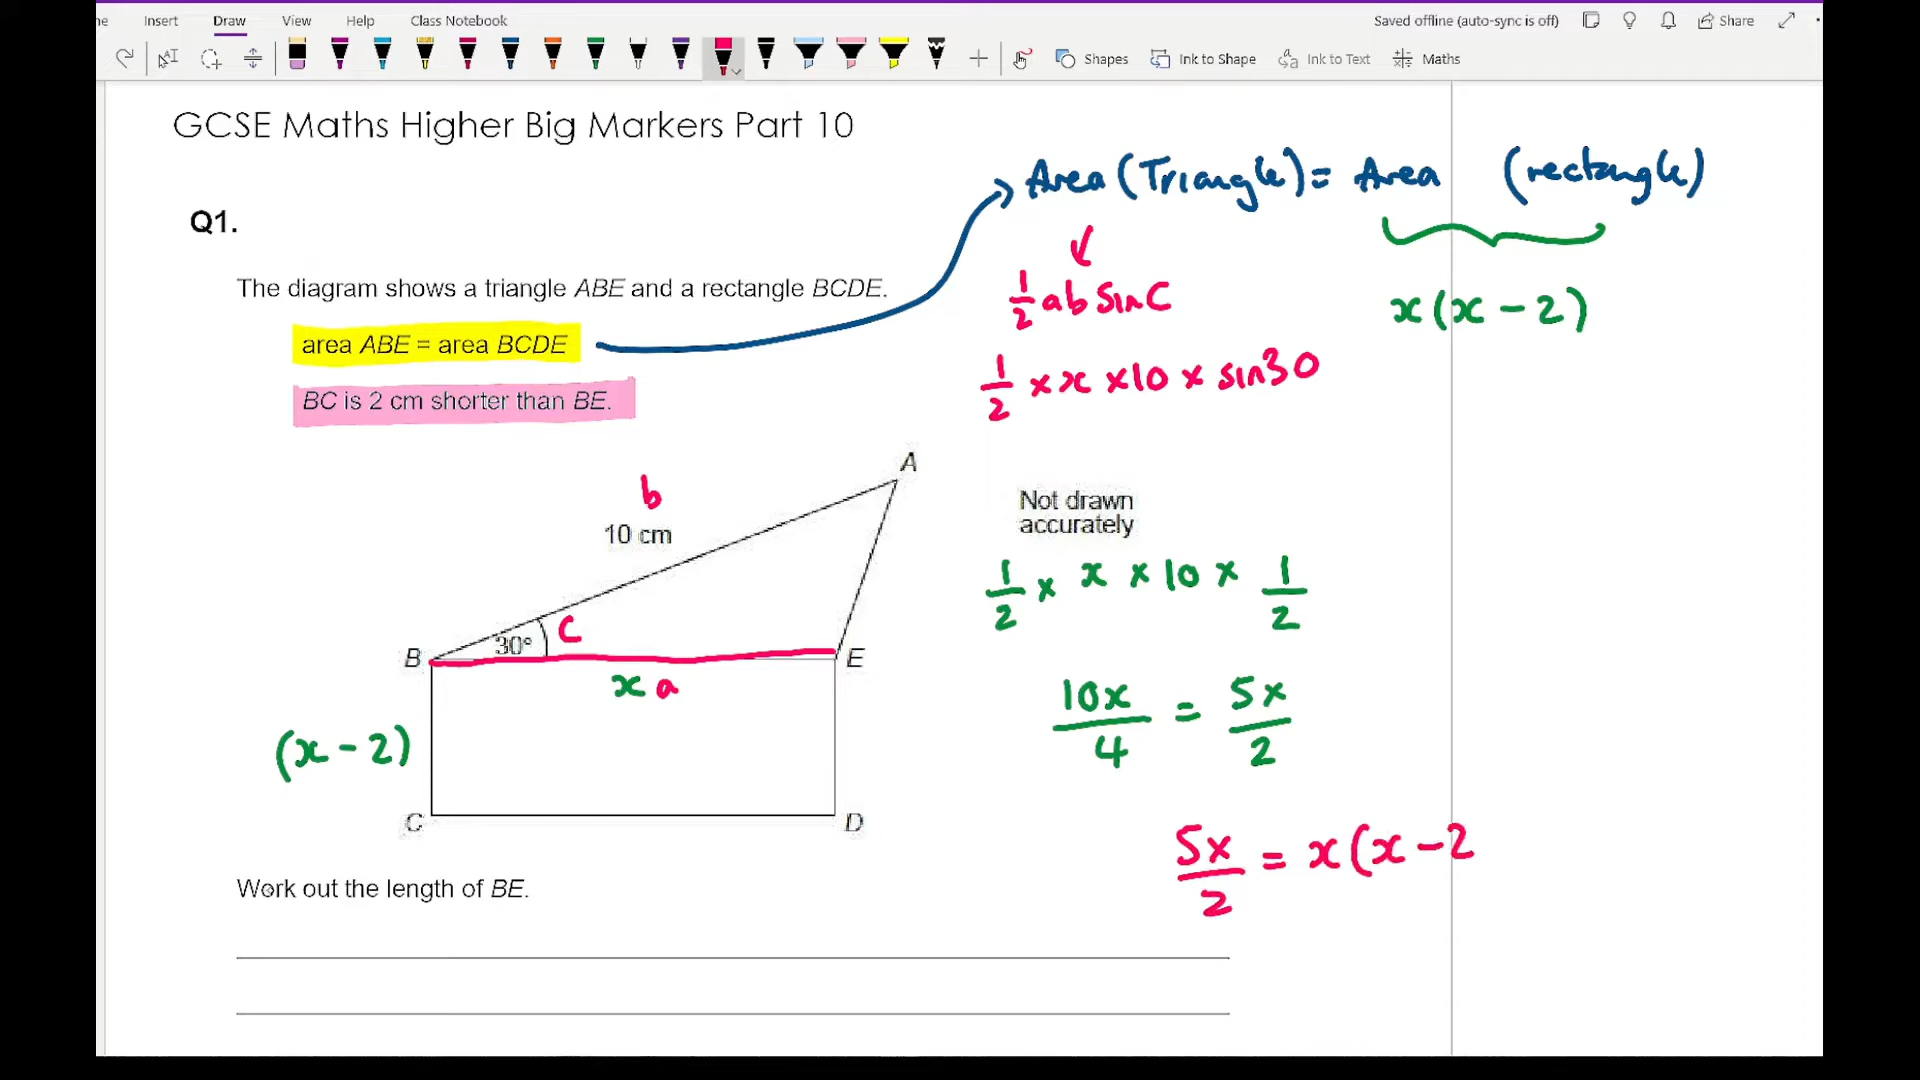 ne Insert Draw View Help Class Notebook Saved offline (auto-sync is off) Share
Shapes Ink to Shape Ink to Text Maths
GCSE Maths Higher Big Markers Part 10
Area (Triangle) = Area (rectangle)
Q1.
The diagram shows a triangle ABE and a rectangle BCDE.
1/2 ab sin C
x(x - 2)
area ABE = area BCDE
BC is 2 cm shorter than BE.
1/2 × x × 10 × sin30
A
b
10 cm
Not drawn
accurately
1/2 × x × 10 × 1/2
C
30°
B E
x a
(x - 2)
10x/4 = 5x/2
C D
5x/2 = x(x - 2
Work out the length of BE.